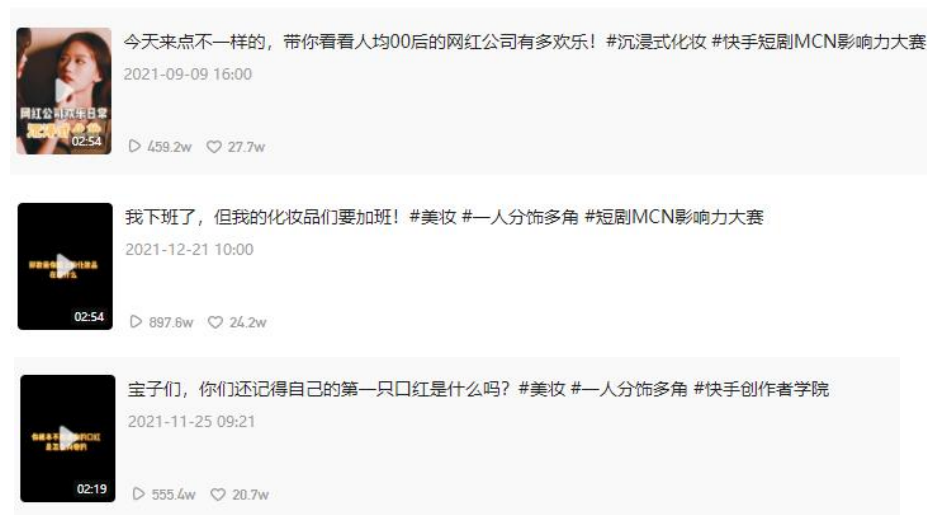 今天来点不一样的，带你看看人均00后的网红公司有多欢乐！#沉浸式化妆 #快手短剧MCN影响力大赛
2021-09-09 16:00
网红公司欢乐日常
02:54
459.2w 27.7w
我下班了，但我的化妆品们要加班！#美妆 #一人分饰多角 #短剧MCN影响力大赛
2021-12-21 10:00
02:54
897.6w 24.2w
宝子们，你们还记得自己的第一只口红是什么吗？#美妆 #一人分饰多角 #快手创作者学院
2021-11-25 09:21
02:19
555.4w 20.7w